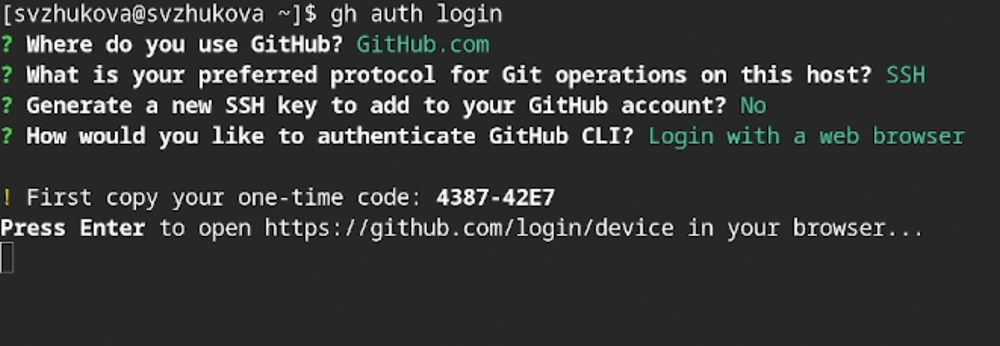 [svzhukova@svzhukova ~]$ gh auth login
? Where do you use GitHub? GitHub.com
? What is your preferred protocol for Git operations on this host? SSH
? Generate a new SSH key to add to your GitHub account? No
? How would you like to authenticate GitHub CLI? Login with a web browser
! First copy your one-time code: 4387-42E7
Press Enter to open https://github.com/login/device in your browser...